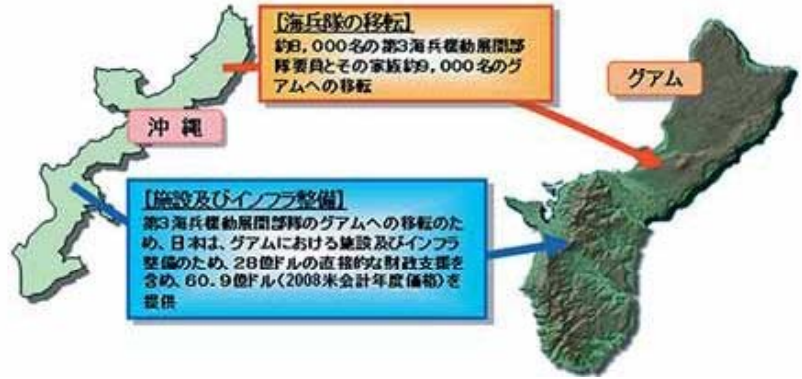 【海兵隊の移転】
約8,000名の第3海兵機動展開部
隊要員とその家族約9,000名のグ
アムへの移転
グアム
沖縄
【施設及びインフラ整備】
第3海兵機動展開部隊のグアムへの移転のた
め、日本は、グアムにおける施設及びインフラ
整備のため、28億ドルの直接的な財政支援を
含め、60.9億ドル(2008米会計年度価格)を
提供